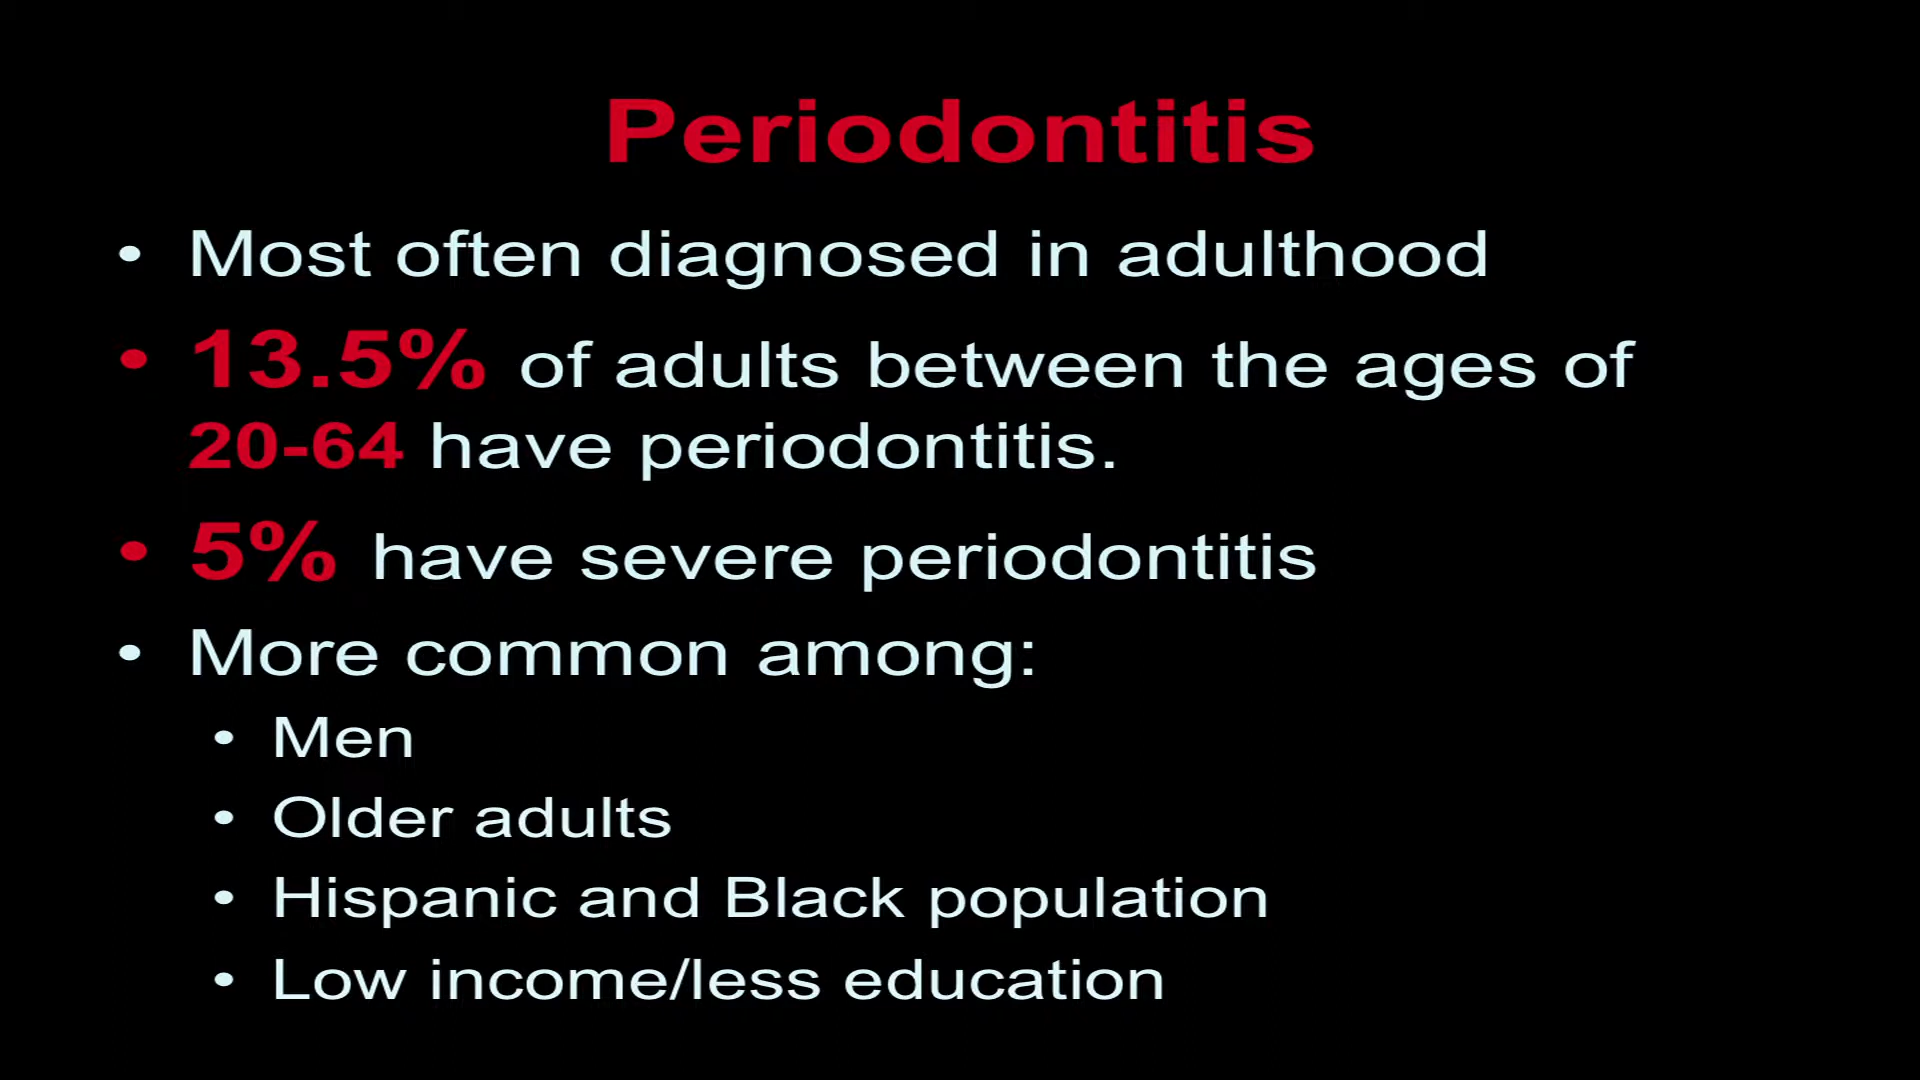 Periodontitis
• Most often diagnosed in adulthood
• 13.5% of adults between the ages of
20-64 have periodontitis.
• 5% have severe periodontitis
• More common among:
• Men
• Older adults
• Hispanic and Black population
• Low income/less education